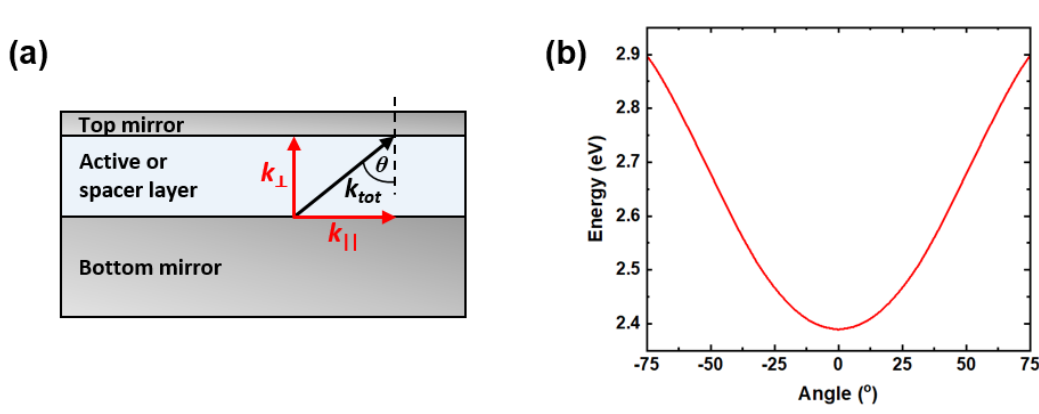 (a)
Top mirror
Active or
spacer layer
k⊥
θ
ktot
k||
Bottom mirror
(b)
Energy (eV)
2.9
2.8
2.7
2.6
2.5
2.4
-75 -50 -25 0 25 50 75
Angle (º)